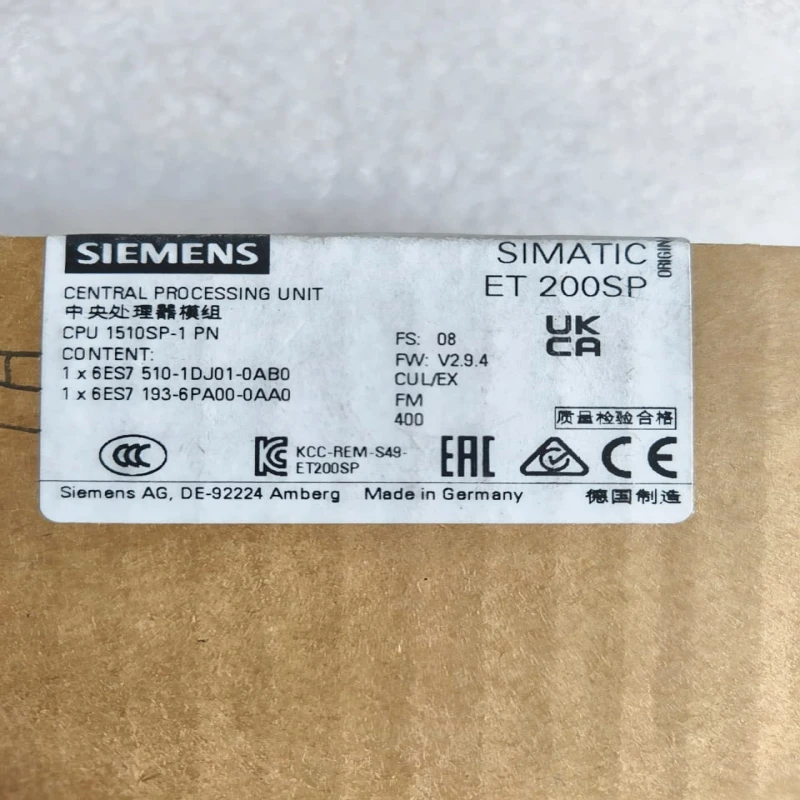 SIEMENS
SIMATIC
ET 200SP
ORIGIN
CENTRAL PROCESSING UNIT
中央处理器模组
CPU 1510SP-1 PN
CONTENT:
1 x 6ES7 510-1DJ01-0AB0
1 x 6ES7 193-6PA00-0AA0
FS: 08
FW: V2.9.4
CUL/EX
FM
400
UK
CA
质量检验合格
CCC
KC
KCC-REM-S49-
ET200SP
EAC
CE
Siemens AG, DE-92224 Amberg Made in Germany 德国制造